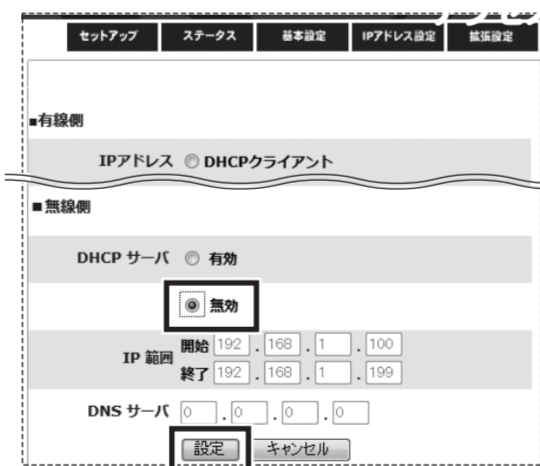 セットアップ ステータス 基本設定 IPアドレス設定 拡張設定
■有線側
IPアドレス DHCPクライアント
■無線側
DHCP サーバ 有効
無効
IP 範囲
開始 192 . 168 . 1 . 100
終了 192 . 168 . 1 . 199
DNS サーバ 0 . 0 . 0 . 0
設定 キャンセル